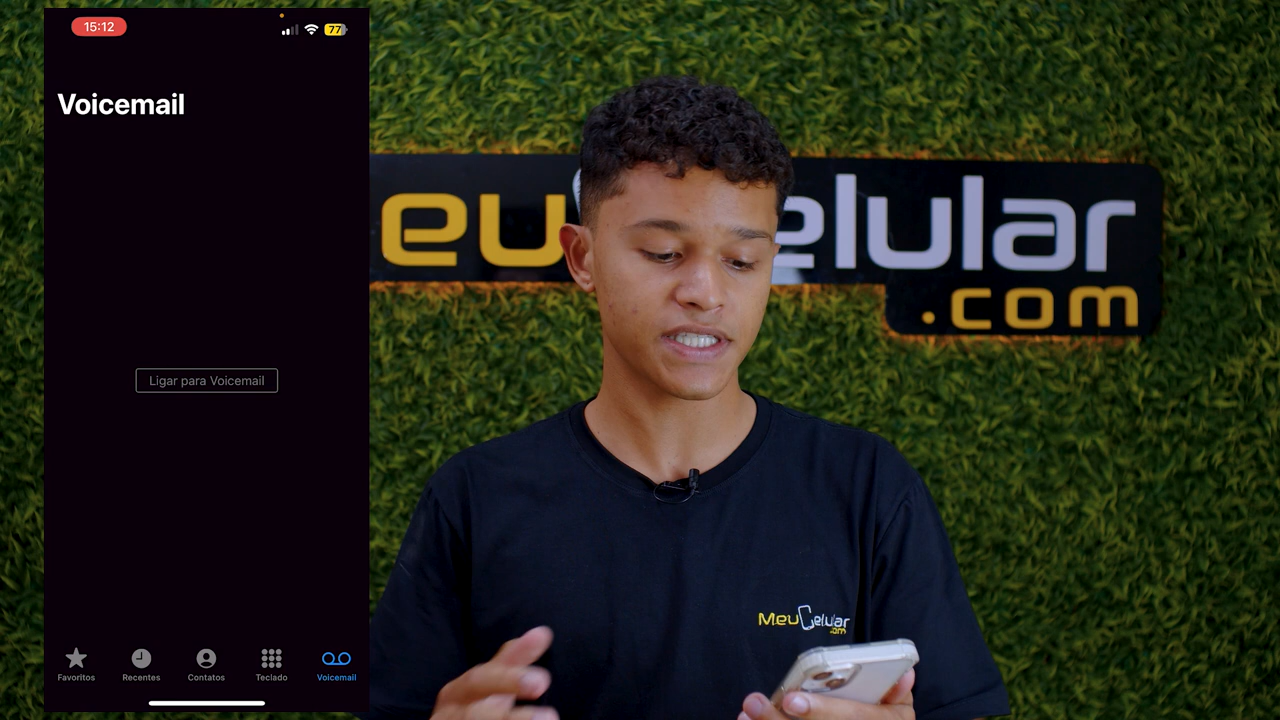 15:12
77
Voicemail
Ligar para Voicemail
Favoritos
Recentes
Contatos
Teclado
Voicemail
eu elular
.com
MeuCelular
.com